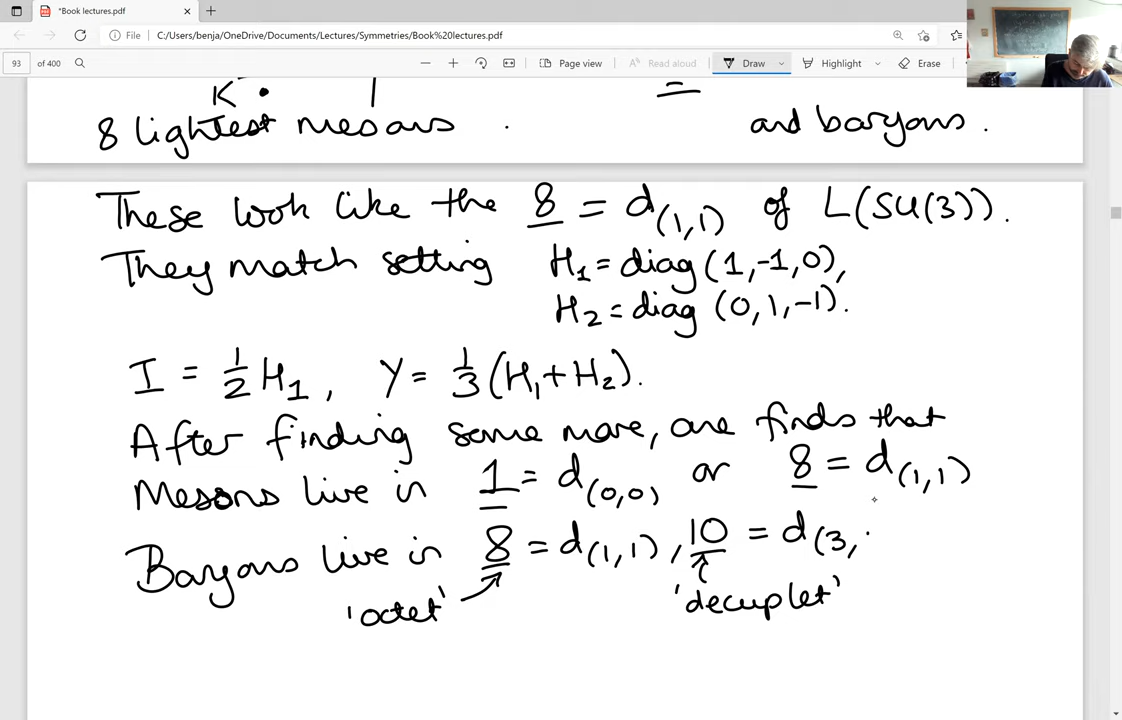 *Book lectures.pdf
File C:/Users/benja/OneDrive/Documents/Lectures/Symmetries/Book%20lectures.pdf
93 of 400 Page view Read aloud Draw Highlight Erase
K
8 lightest mesons . and baryons.
These look like the 8 = d(1,1) of L(SU(3)).
They match setting H1 = diag(1,-1,0),
H2 = diag (0,1,-1).
I = 1/2 H1, Y = 1/3 (H1+H2).
After finding some more, one finds that
Mesons live in 1 = d(0,0) or 8 = d(1,1)
Baryons live in 8 = d(1,1), 10 = d(3,
'octet' 'decuplet'